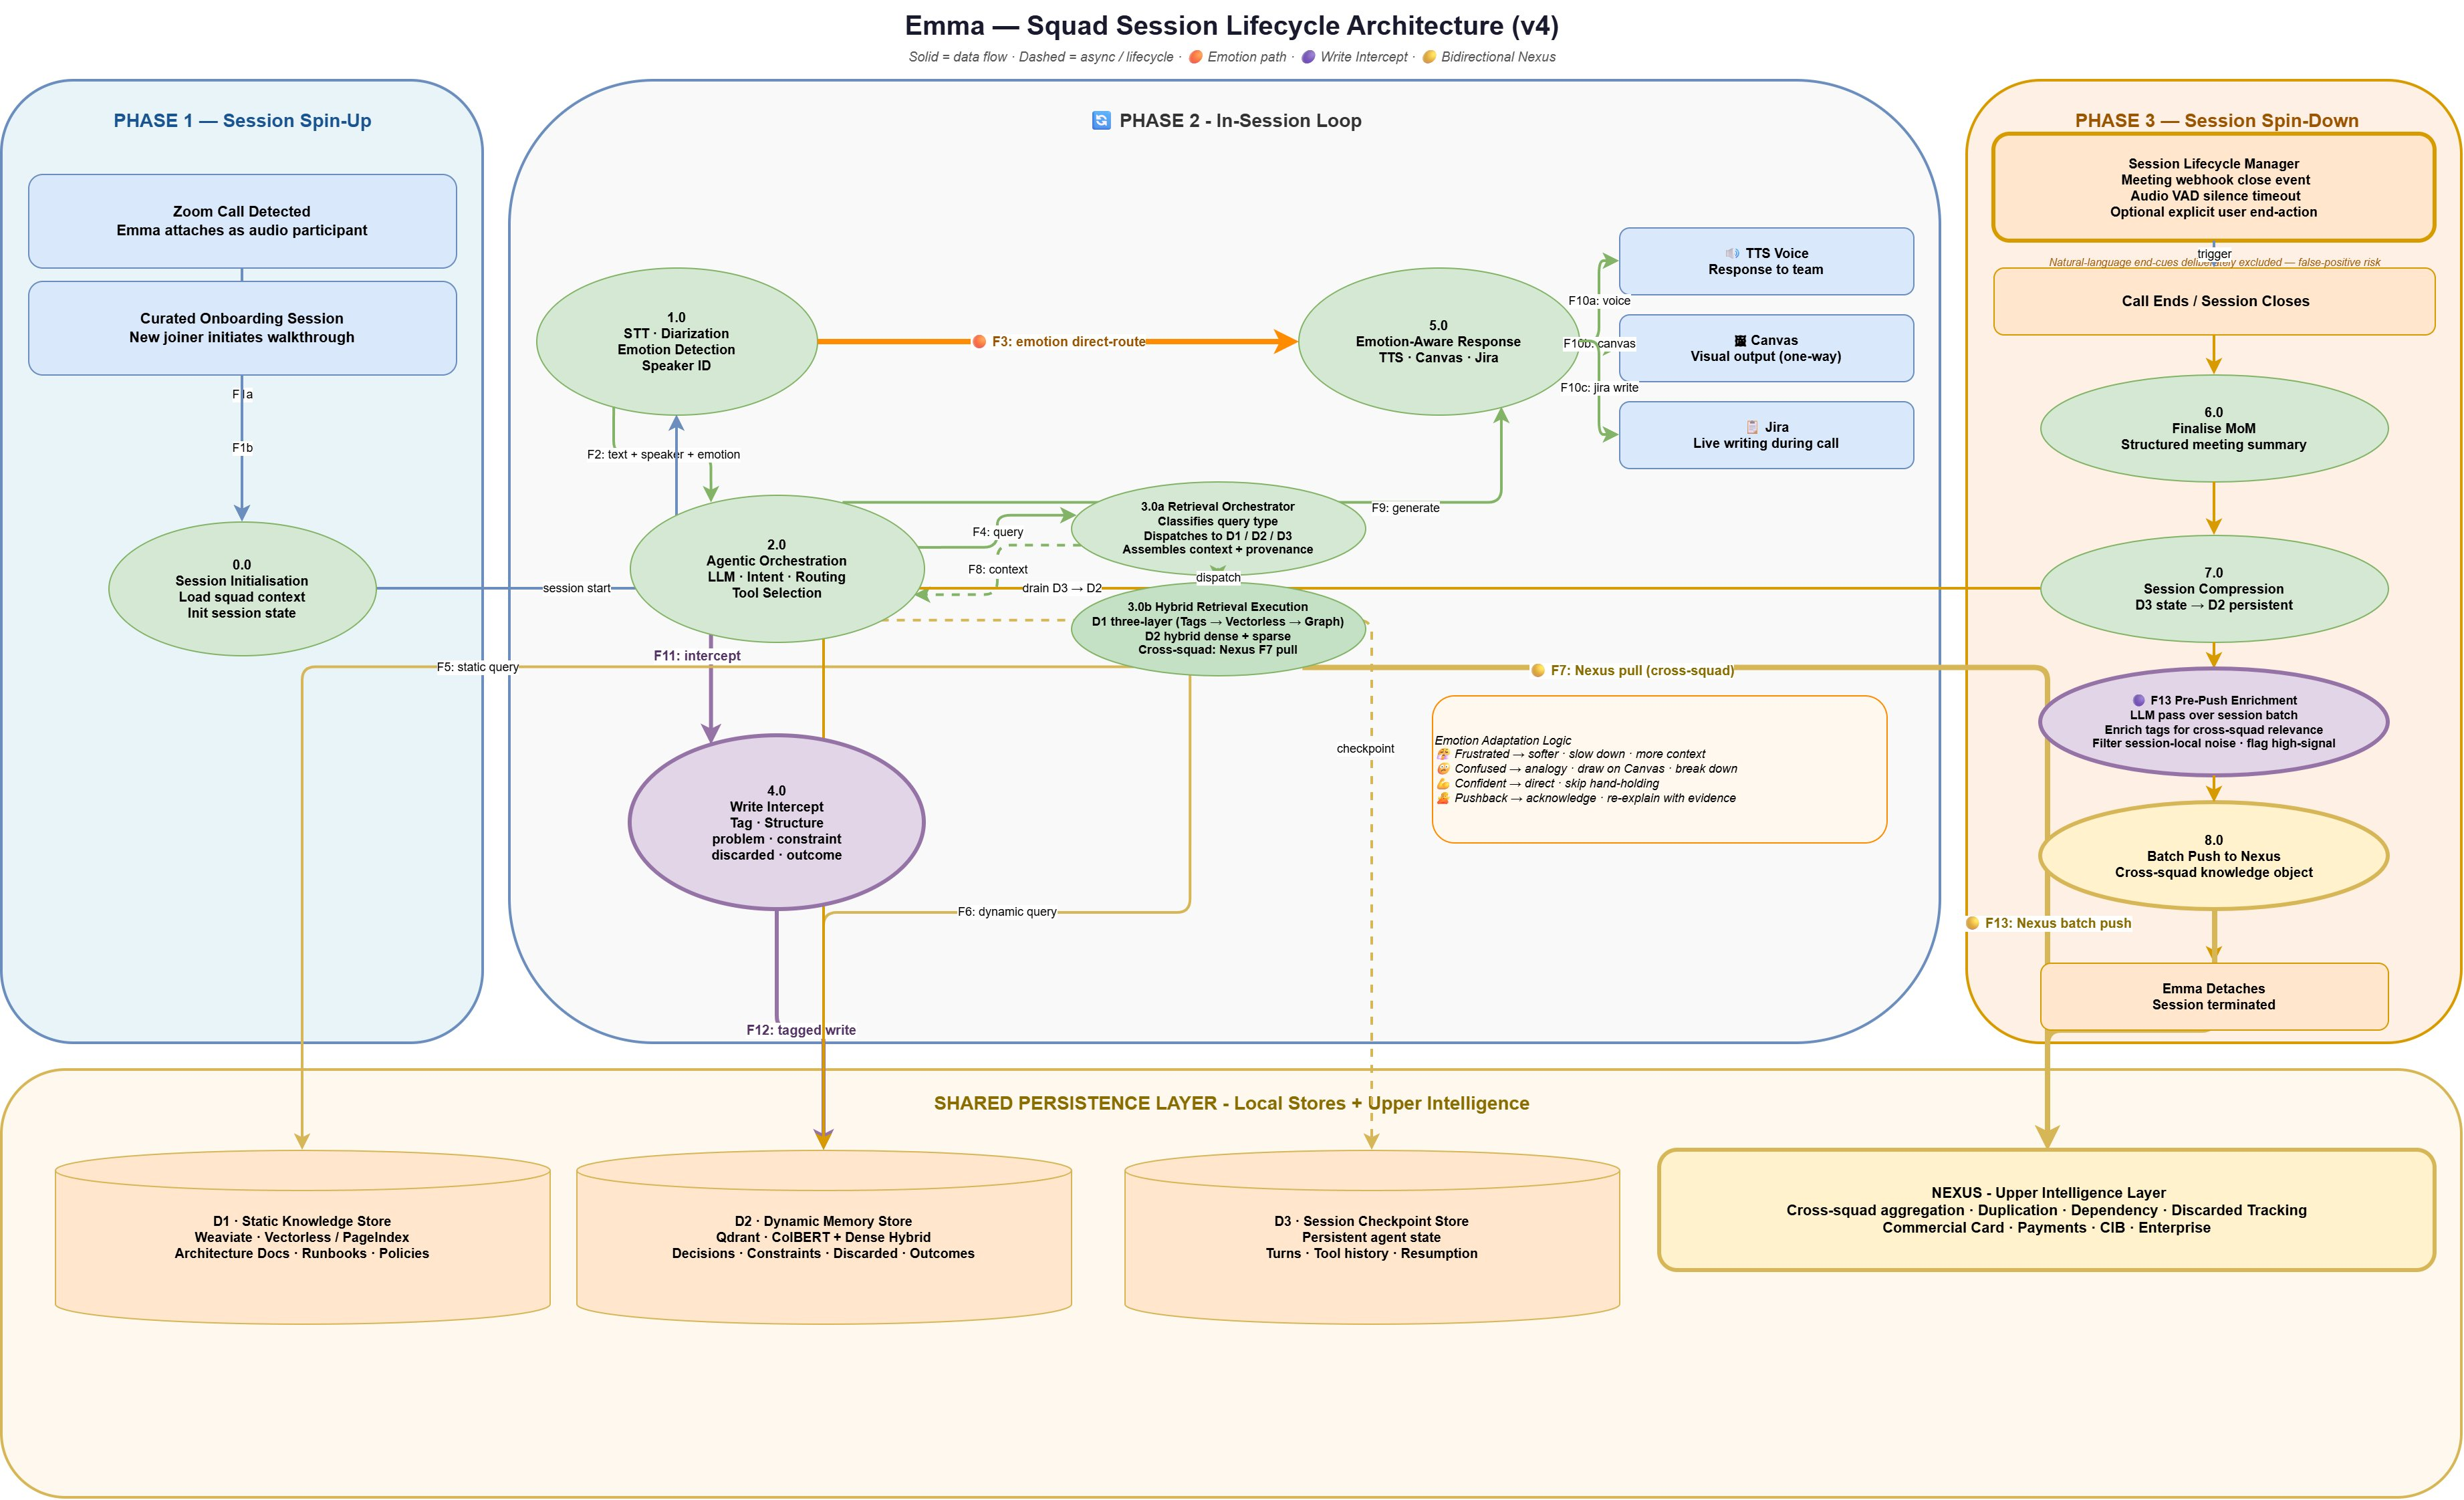 Emma — Squad Session Lifecycle Architecture (v4)
Solid = data flow · Dashed = async / lifecycle · Emotion path · Write Intercept · Bidirectional Nexus
PHASE 1 — Session Spin-Up
Zoom Call Detected
Emma attaches as audio participant
Curated Onboarding Session
New joiner initiates walkthrough
F1a
F1b
0.0
Session Initialisation
Load squad context
Init session state
session start
PHASE 2 - In-Session Loop
1.0
STT · Diarization
Emotion Detection
Speaker ID
F3: emotion direct-route
5.0
Emotion-Aware Response
TTS · Canvas · Jira
F10a: voice
F10b: canvas
F10c: jira write
TTS Voice
Response to team
Canvas
Visual output (one-way)
Jira
Live writing during call
F2: text + speaker + emotion
2.0
Agentic Orchestration
LLM · Intent · Routing
Tool Selection
F4: query
F8: context
drain D3 → D2
3.0a Retrieval Orchestrator
Classifies query type
Dispatches to D1 / D2 / D3
Assembles context + provenance
F9: generate
dispatch
3.0b Hybrid Retrieval Execution
D1 three-layer (Tags → Vectorless → Graph)
D2 hybrid dense + sparse
Cross-squad: Nexus F7 pull
F11: intercept
F5: static query
F7: Nexus pull (cross-squad)
checkpoint
Emotion Adaptation Logic
Frustrated → softer · slow down · more context
Confused → analogy · draw on Canvas · break down
Confident → direct · skip hand-holding
Pushback → acknowledge · re-explain with evidence
4.0
Write Intercept
Tag · Structure
problem · constraint
discarded · outcome
F6: dynamic query
F12: tagged write
PHASE 3 — Session Spin-Down
Session Lifecycle Manager
Meeting webhook close event
Audio VAD silence timeout
Optional explicit user end-action
trigger
Natural-language end-cues deliberately excluded — false-positive risk
Call Ends / Session Closes
6.0
Finalise MoM
Structured meeting summary
7.0
Session Compression
D3 state → D2 persistent
F13 Pre-Push Enrichment
LLM pass over session batch
Enrich tags for cross-squad relevance
Filter session-local noise · flag high-signal
8.0
Batch Push to Nexus
Cross-squad knowledge object
F13: Nexus batch push
Emma Detaches
Session terminated
SHARED PERSISTENCE LAYER - Local Stores + Upper Intelligence
D1 · Static Knowledge Store
Weaviate · Vectorless / PageIndex
Architecture Docs · Runbooks · Policies
D2 · Dynamic Memory Store
Qdrant · ColBERT + Dense Hybrid
Decisions · Constraints · Discarded · Outcomes
D3 · Session Checkpoint Store
Persistent agent state
Turns · Tool history · Resumption
NEXUS - Upper Intelligence Layer
Cross-squad aggregation · Duplication · Dependency · Discarded Tracking
Commercial Card · Payments · CIB · Enterprise